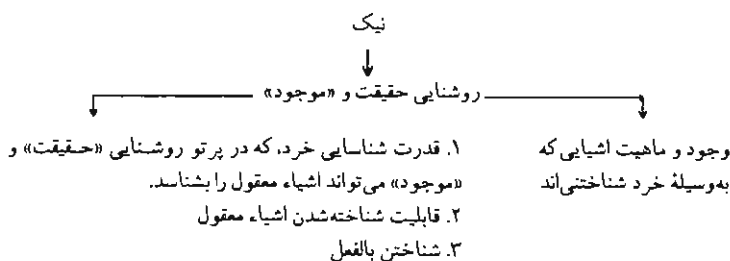 نیک
روشنایی حقیقت و «موجود»
وجود و ماهیت اشیایی که
به‌وسیلهٔ خرد شناختنی‌اند
۱. قدرت شناسایی خرد، که در پرتو روشنایی «حقیقت» و
«موجود» می‌تواند اشیاء معقول را بشناسد.
۲. قابلیت شناخته‌شدن اشیاء معقول
۳. شناختن بالفعل